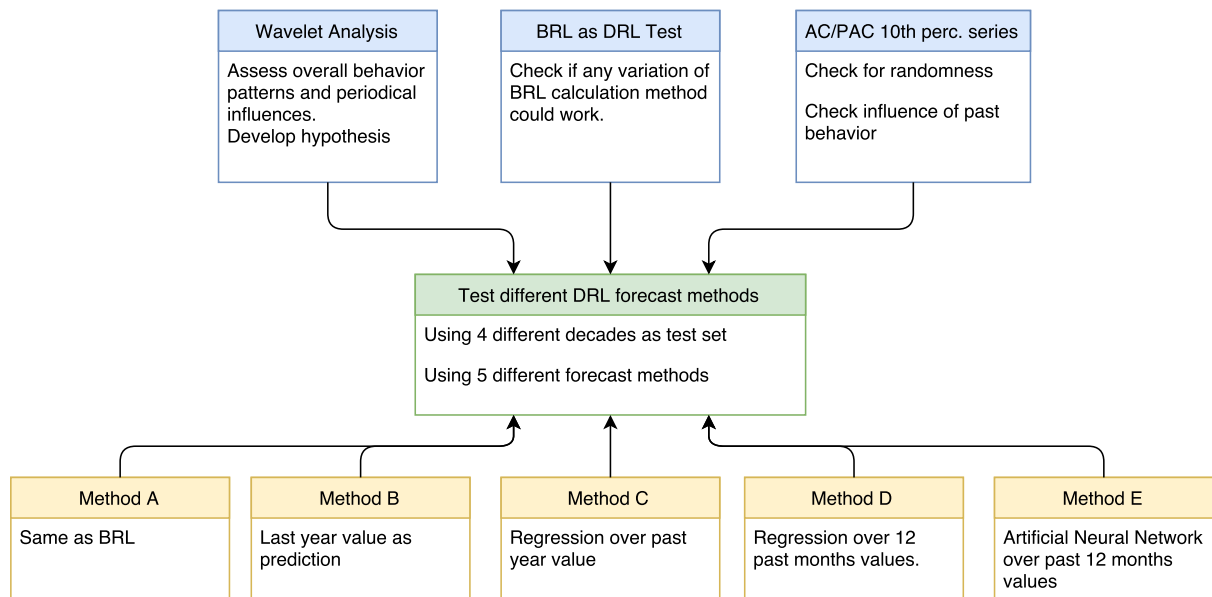 Wavelet Analysis
Assess overall behavior
patterns and periodical
influences.
Develop hypothesis
BRL as DRL Test
Check if any variation of
BRL calculation method
could work.
AC/PAC 10th perc. series
Check for randomness
Check influence of past
behavior
Test different DRL forecast methods
Using 4 different decades as test set
Using 5 different forecast methods
Method A
Same as BRL
Method B
Last year value as
prediction
Method C
Regression over past
year value
Method D
Regression over 12
past months values.
Method E
Artificial Neural Network
over past 12 months
values